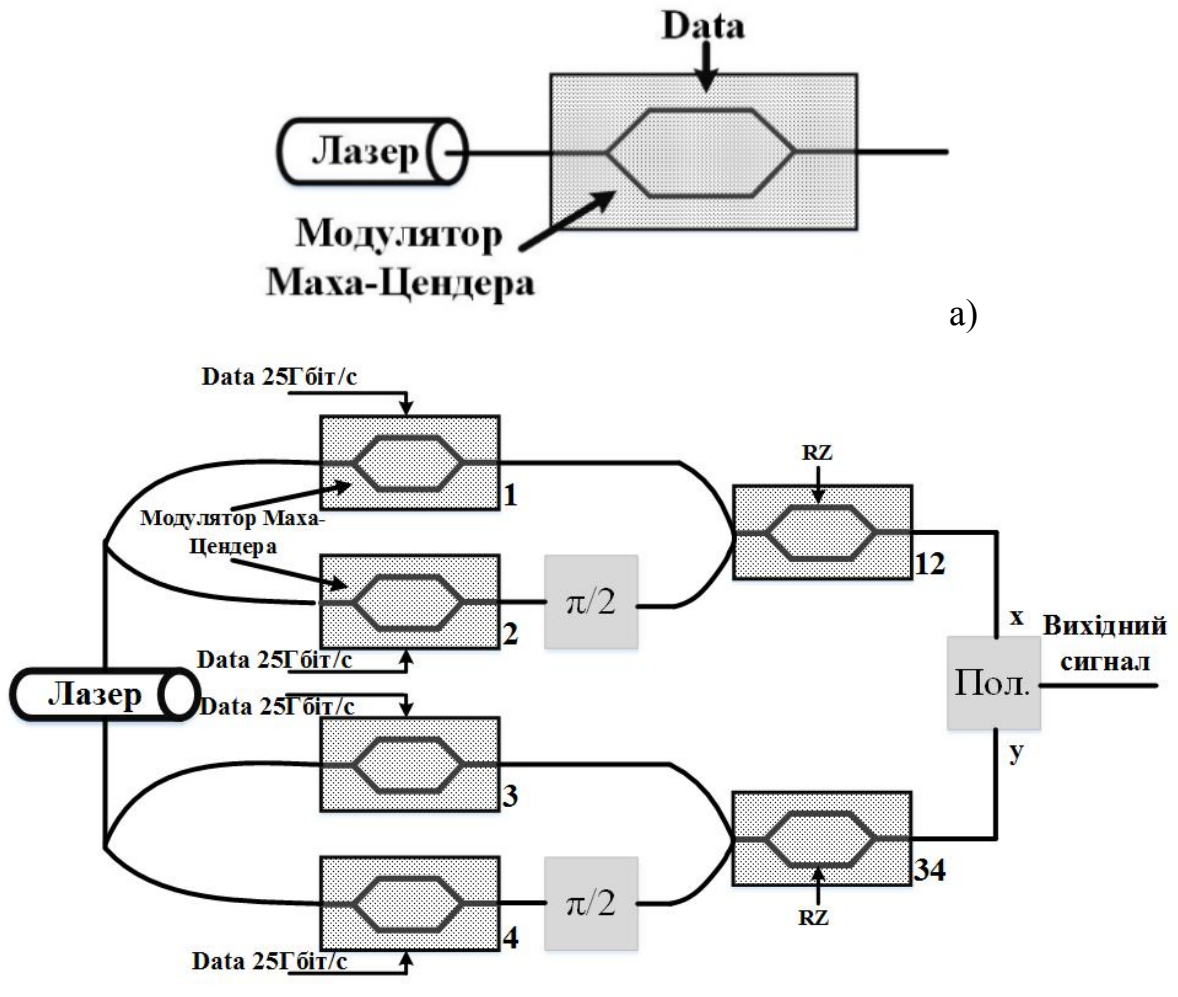 Data
Лазер
Модулятор
Маха-Цендера
а)
Data 25Гбіт/с
1
RZ
Модулятор Маха-
Цендера
12
2
π/2
x
Вихідний
сигнал
Data 25Гбіт/с
Лазер
Пол.
Data 25Гбіт/с
y
3
34
RZ
4
π/2
Data 25Гбіт/с